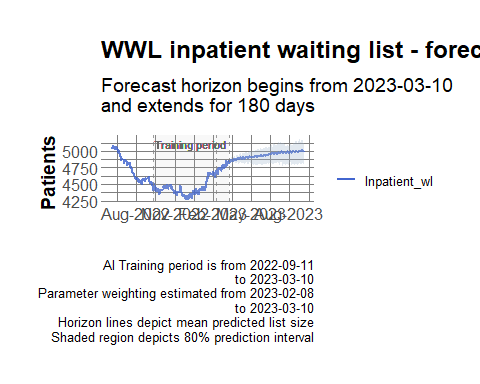 WWL inpatient waiting list - forec
Forecast horizon begins from 2023-03-10
and extends for 180 days
Training period
Patients
5000
4750
4500
4250
Aug-2022
Nov-2022
Feb-2023
May-2023
Aug-2023
Inpatient_wl
AI Training period is from 2022-09-11
to 2023-03-10
Parameter weighting estimated from 2023-02-08
to 2023-03-10
Horizon lines depict mean predicted list size
Shaded region depicts 80% prediction interval